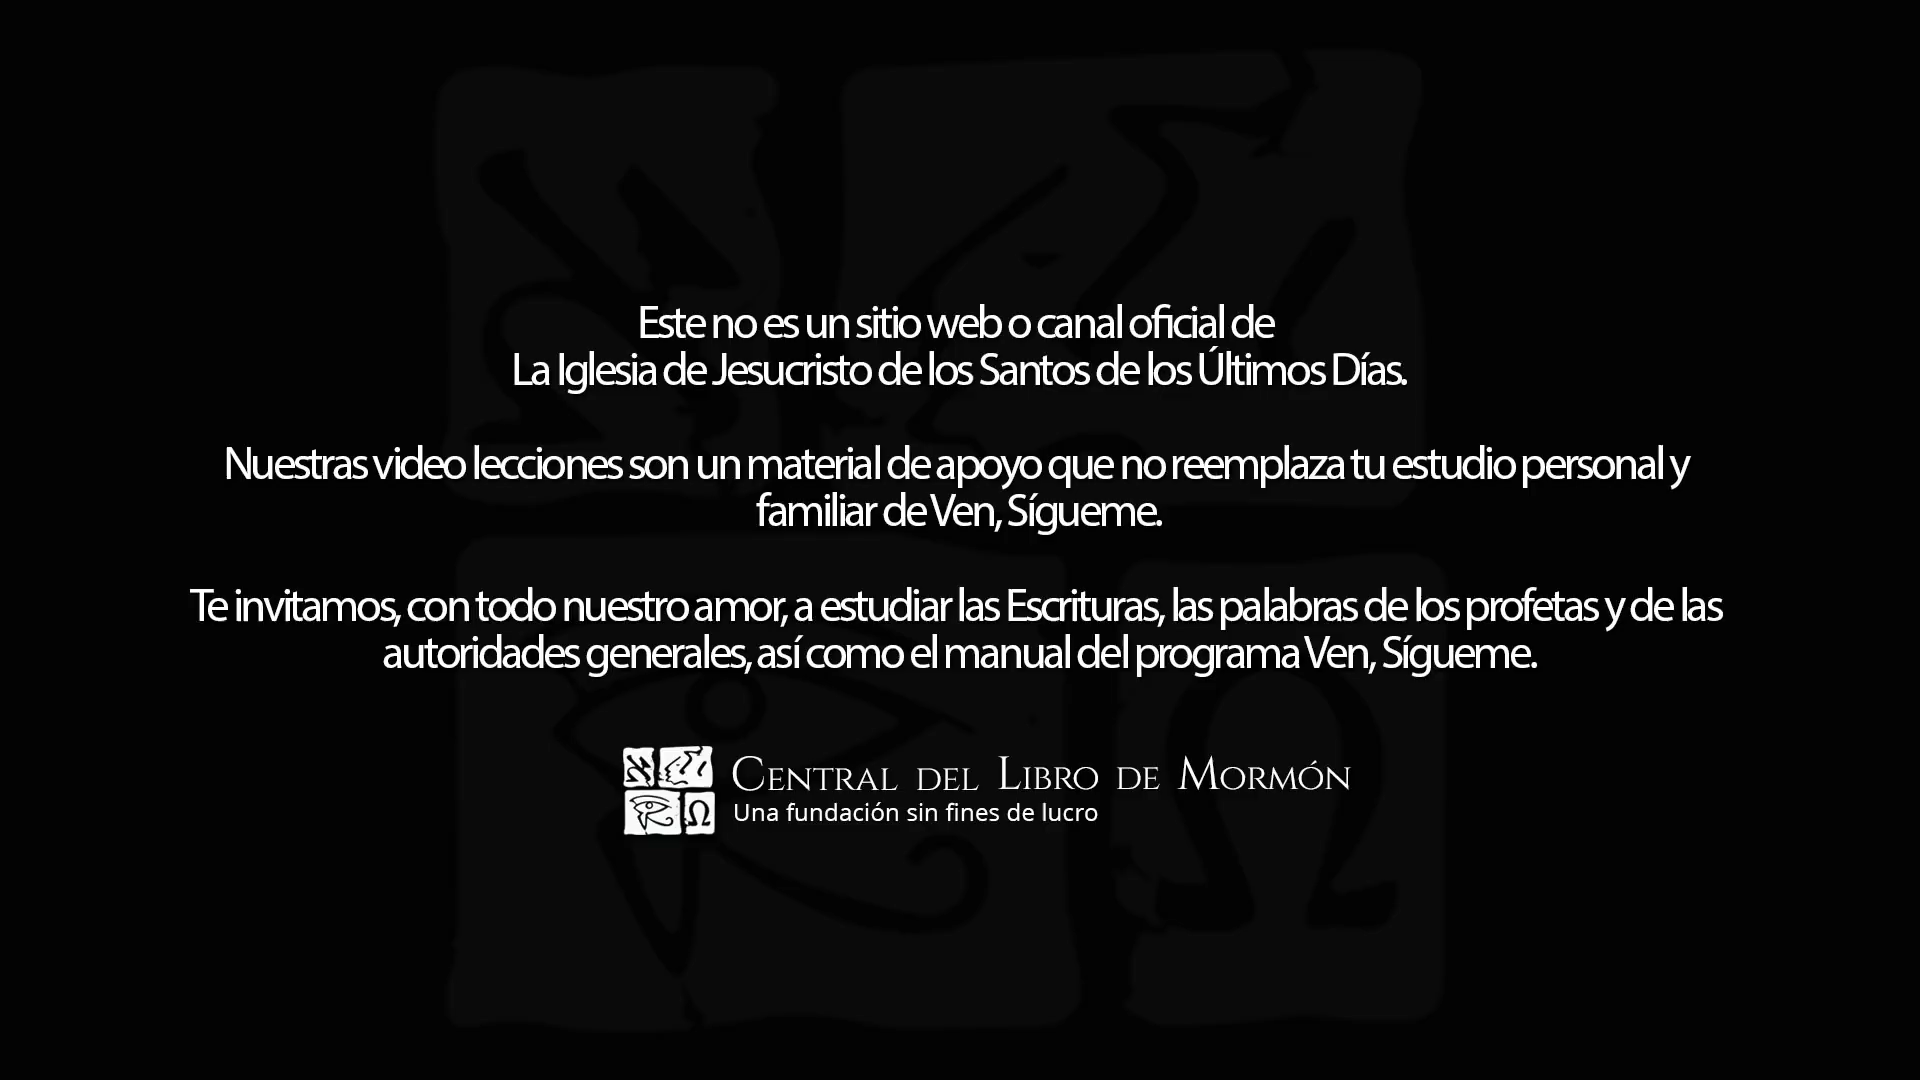 Este no es un sitio web o canal oficial de
La Iglesia de Jesucristo de los Santos de los Últimos Días.
Nuestras video lecciones son un material de apoyo que no reemplaza tu estudio personal y
familiar de Ven, Sígueme.
Te invitamos, con todo nuestro amor, a estudiar las Escrituras, las palabras de los profetas y de las
autoridades generales, así como el manual del programa Ven, Sígueme.
Central del Libro de Mormón
Una fundación sin fines de lucro